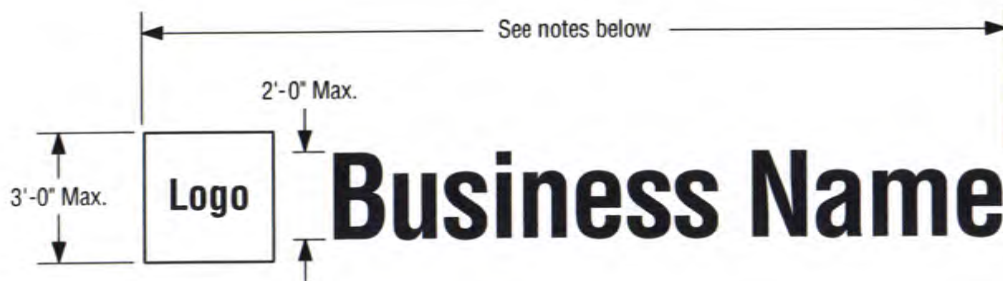 See notes below
2'-0" Max.
3'-0" Max.
Logo
Business Name